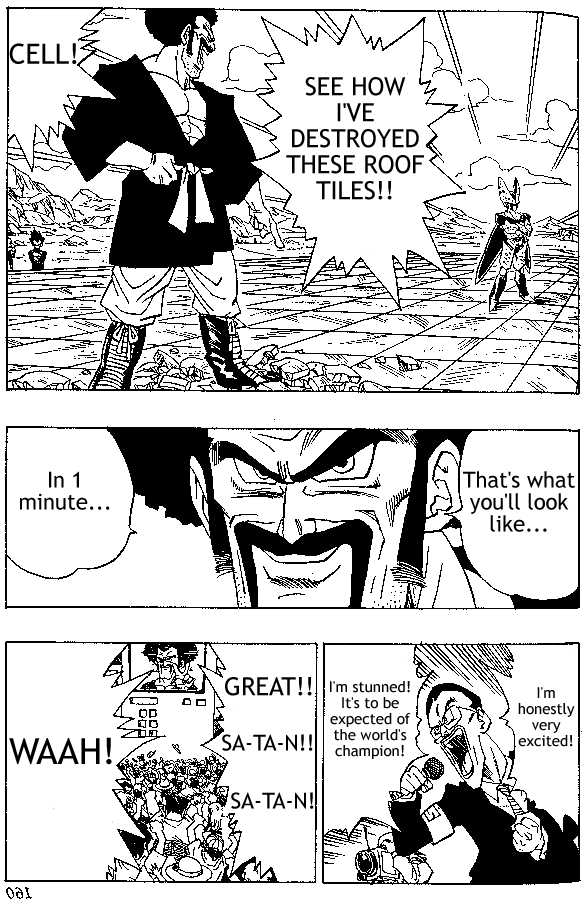 CELL!
SEE HOW
I'VE
DESTROYED
THESE ROOF
TILES!!
In 1
minute...
That's what
you'll look
like...
WAAH!
GREAT!!
SA-TA-N!!
SA-TA-N!
I'm stunned!
It's to be
expected of
the world's
champion!
I'm
honestly
very
excited!
160